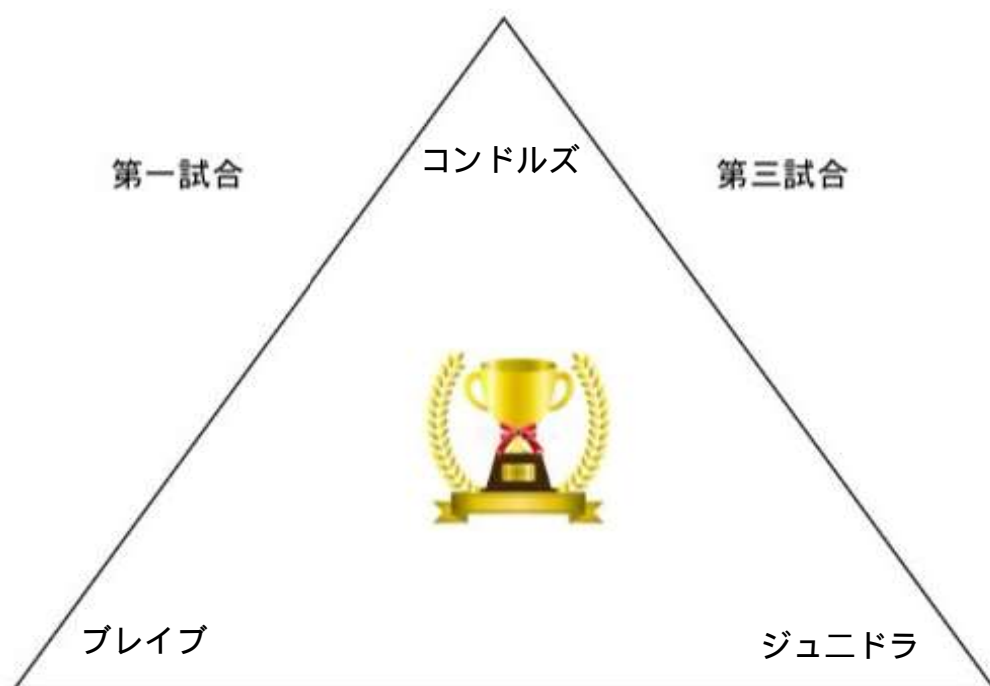 コンドルズ
第一試合
第三試合
ブレイブ
ジュニドラ